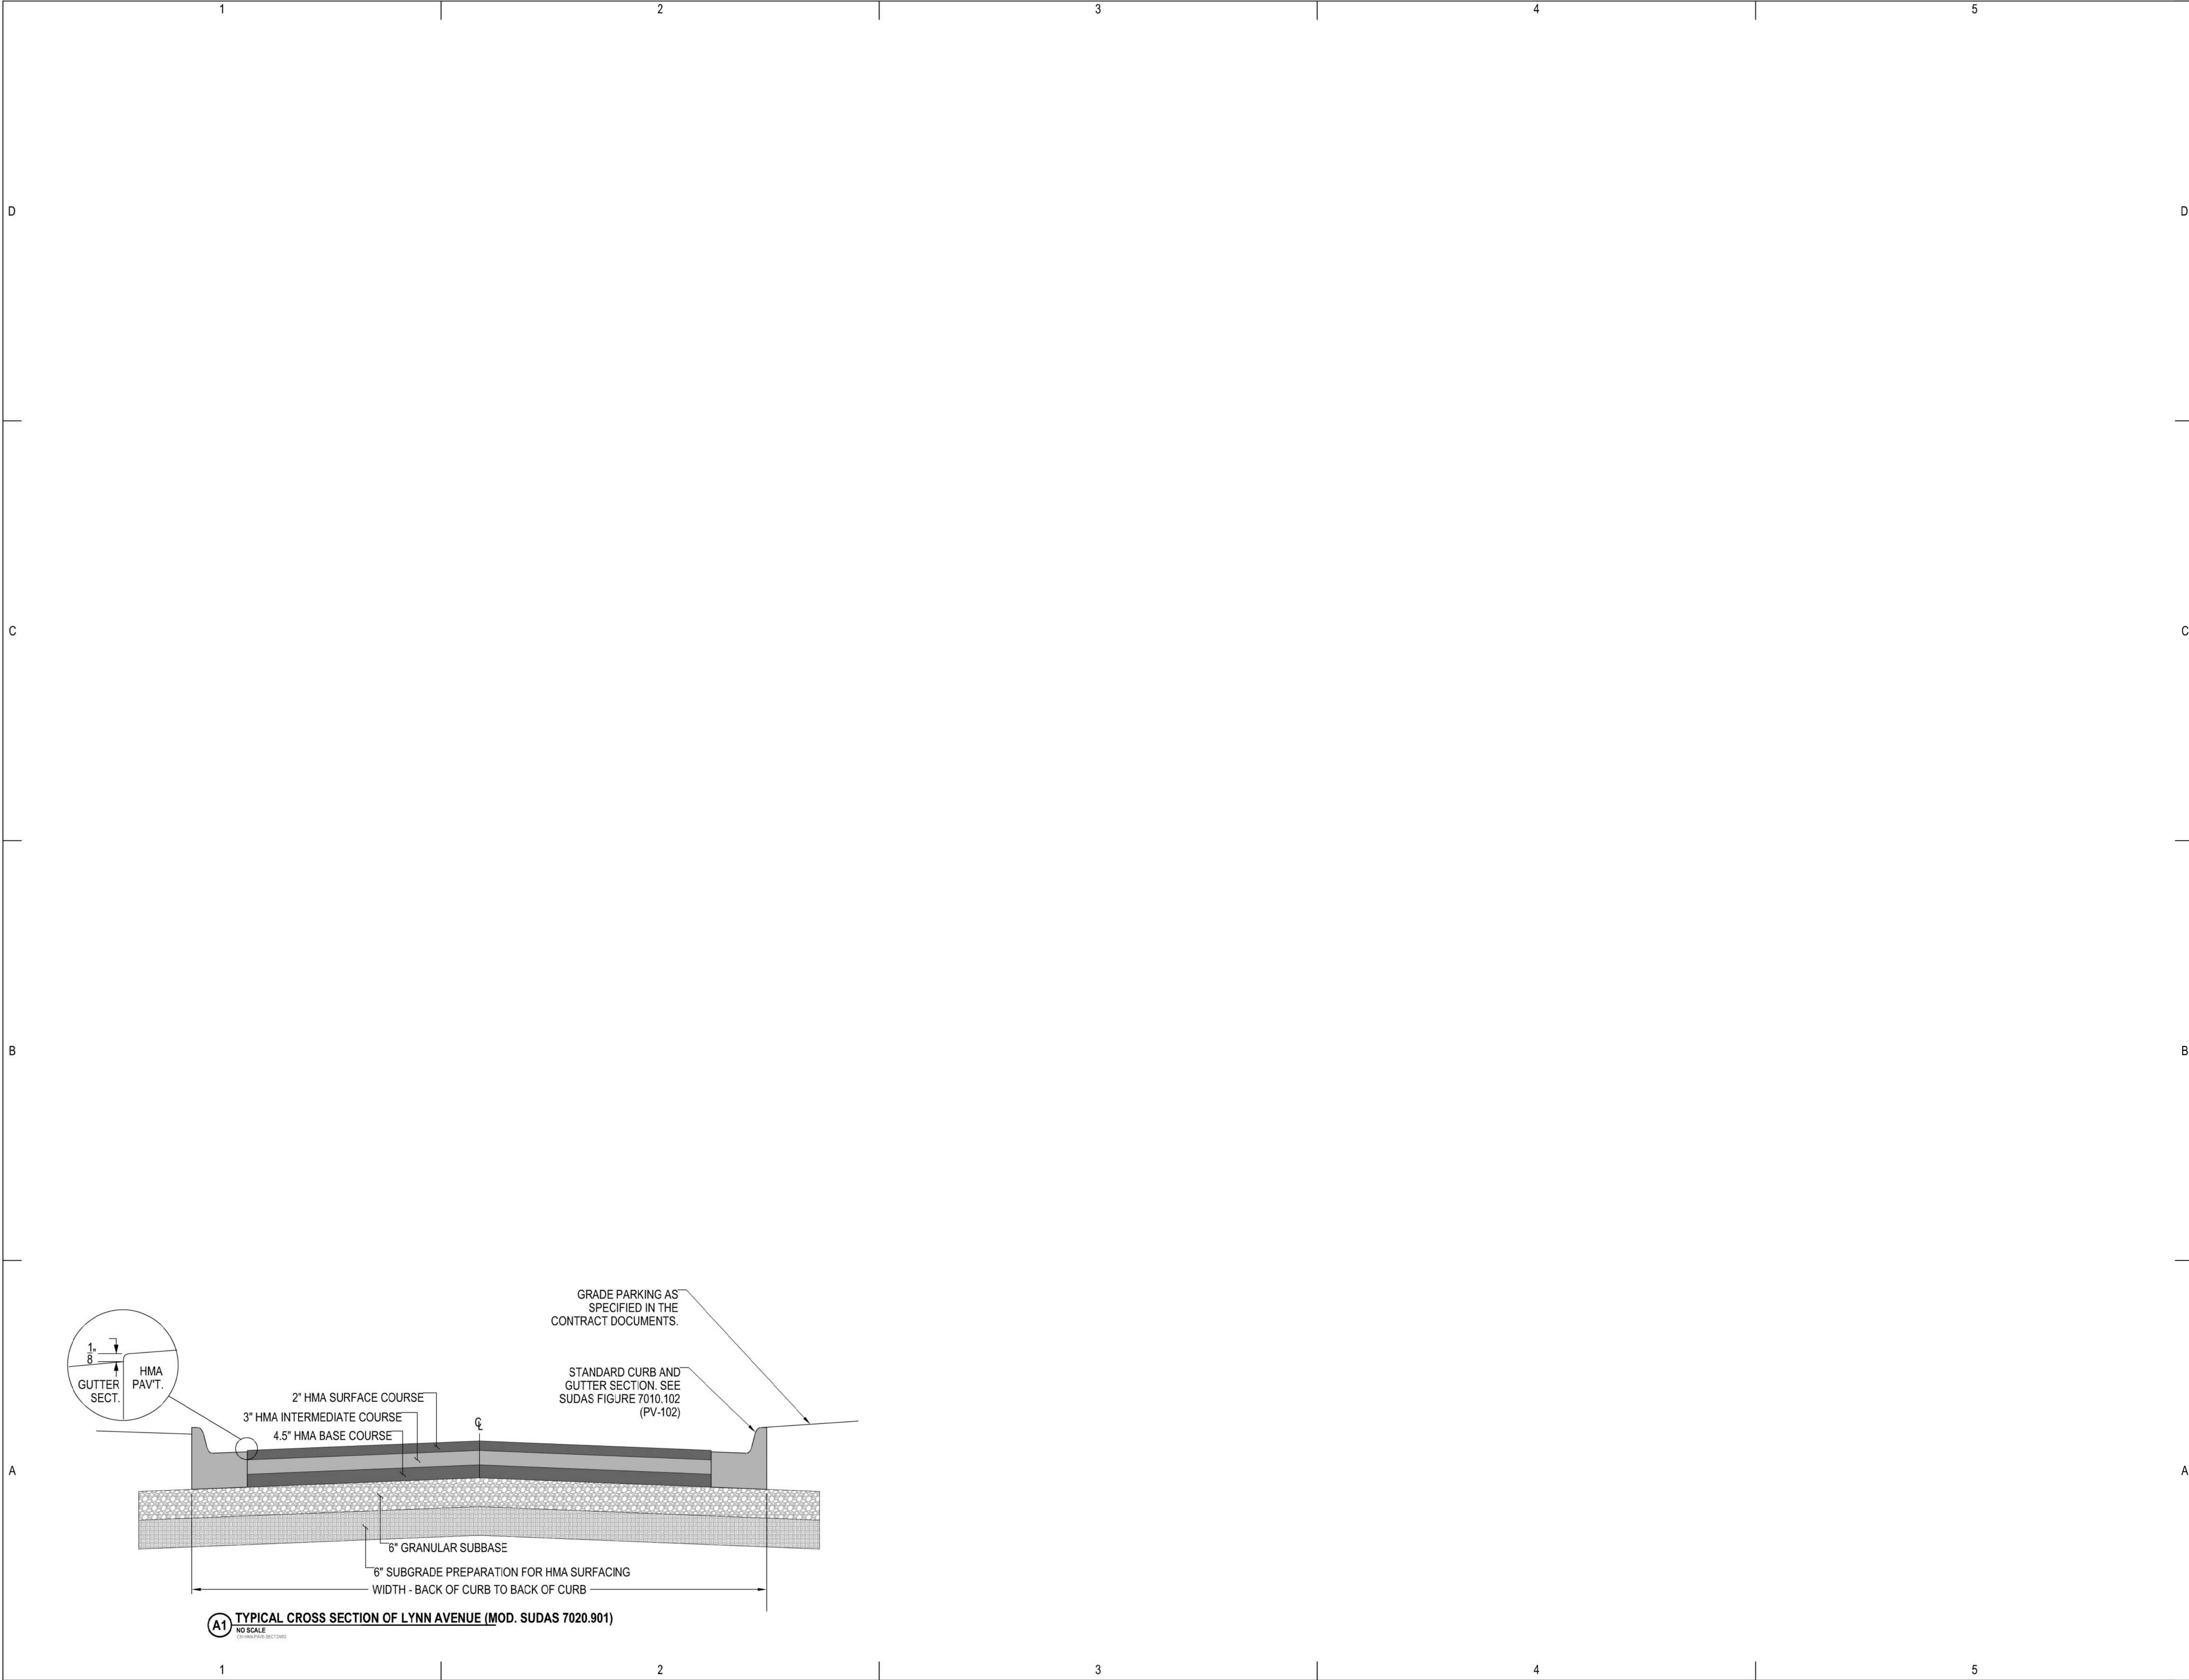 1 2 3 4 5
D D
C C
B B
A A
GRADE PARKING AS
SPECIFIED IN THE
CONTRACT DOCUMENTS.
STANDARD CURB AND
GUTTER SECTION. SEE
SUDAS FIGURE 7010.102
(PV-102)
1/8"
GUTTER
SECT.
HMA
PAV'T.
2" HMA SURFACE COURSE
3" HMA INTERMEDIATE COURSE
4.5" HMA BASE COURSE
℄
6" GRANULAR SUBBASE
6" SUBGRADE PREPARATION FOR HMA SURFACING
WIDTH - BACK OF CURB TO BACK OF CURB
A1 TYPICAL CROSS SECTION OF LYNN AVENUE (MOD. SUDAS 7020.901)
NO SCALE
1 2 3 4 5